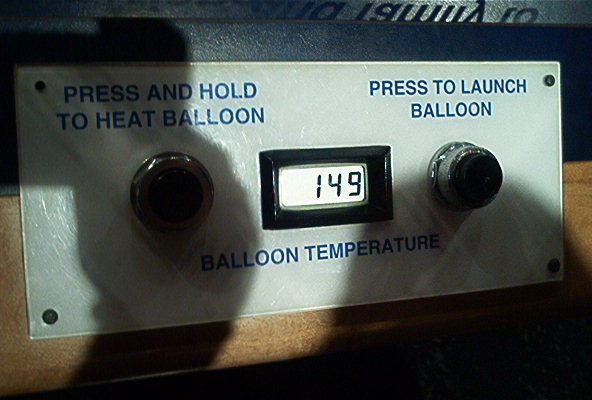 PRESS AND HOLD
TO HEAT BALLOON
PRESS TO LAUNCH
BALLOON
149
BALLOON TEMPERATURE